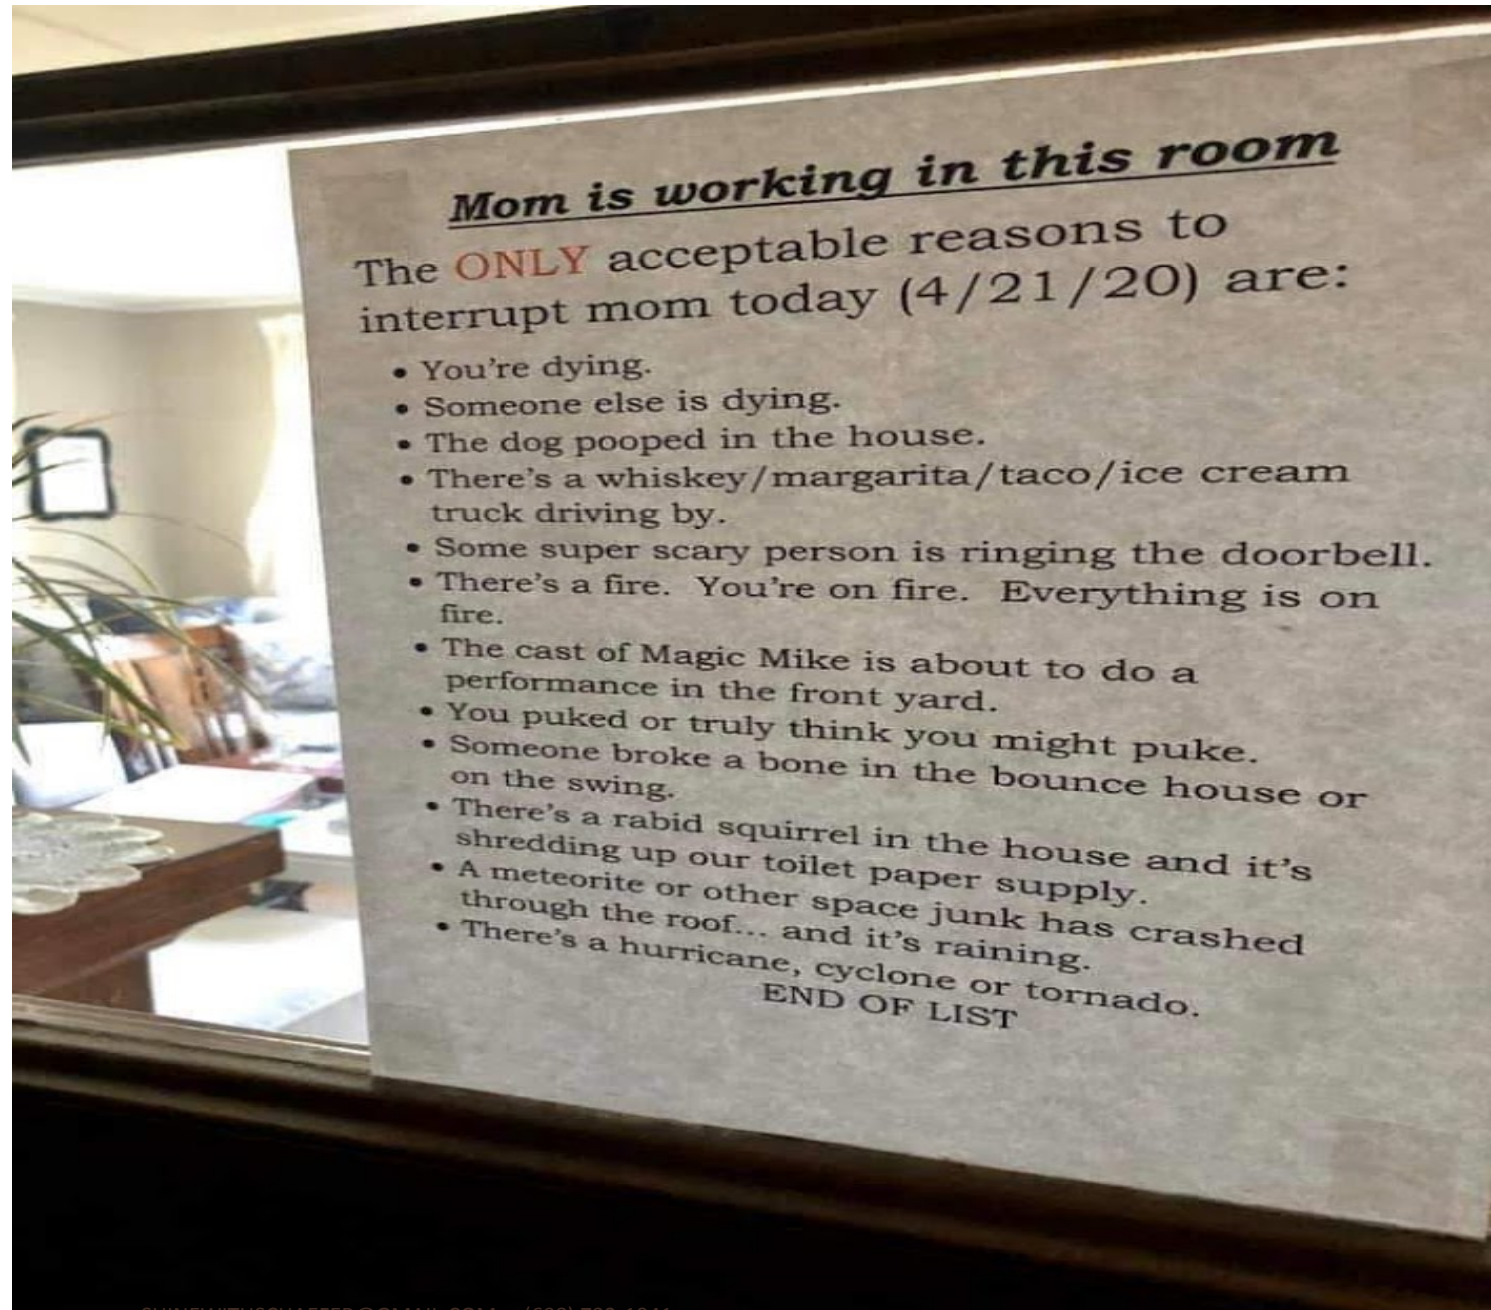 Mom is working in this room
The ONLY acceptable reasons to
interrupt mom today (4/21/20) are:
• You're dying.
• Someone else is dying.
• The dog pooped in the house.
• There's a whiskey/margarita/taco/ice cream
truck driving by.
• Some super scary person is ringing the doorbell.
• There's a fire.  You're on fire.  Everything is on
fire.
• The cast of Magic Mike is about to do a
performance in the front yard.
• You puked or truly think you might puke.
• Someone broke a bone in the bounce house or
on the swing.
• There's a rabid squirrel in the house and it's
shredding up our toilet paper supply.
• A meteorite or other space junk has crashed
through the roof... and it's raining.
• There's a hurricane, cyclone or tornado.
END OF LIST